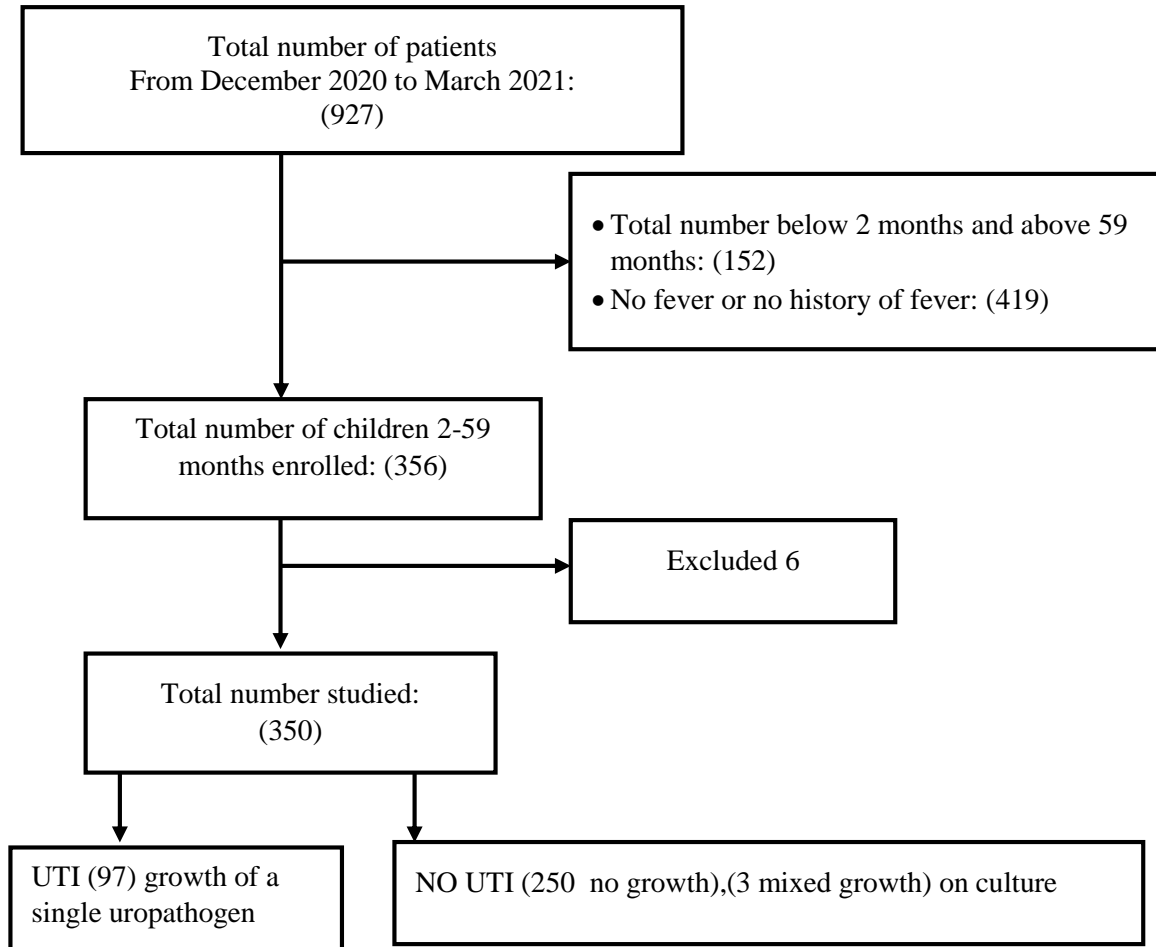 Total number of patients
From December 2020 to March 2021:
(927)
• Total number below 2 months and above 59
months: (152)
• No fever or no history of fever: (419)
Total number of children 2-59
months enrolled: (356)
Excluded 6
Total number studied:
(350)
UTI (97) growth of a
single uropathogen
NO UTI (250  no growth),(3 mixed growth) on culture